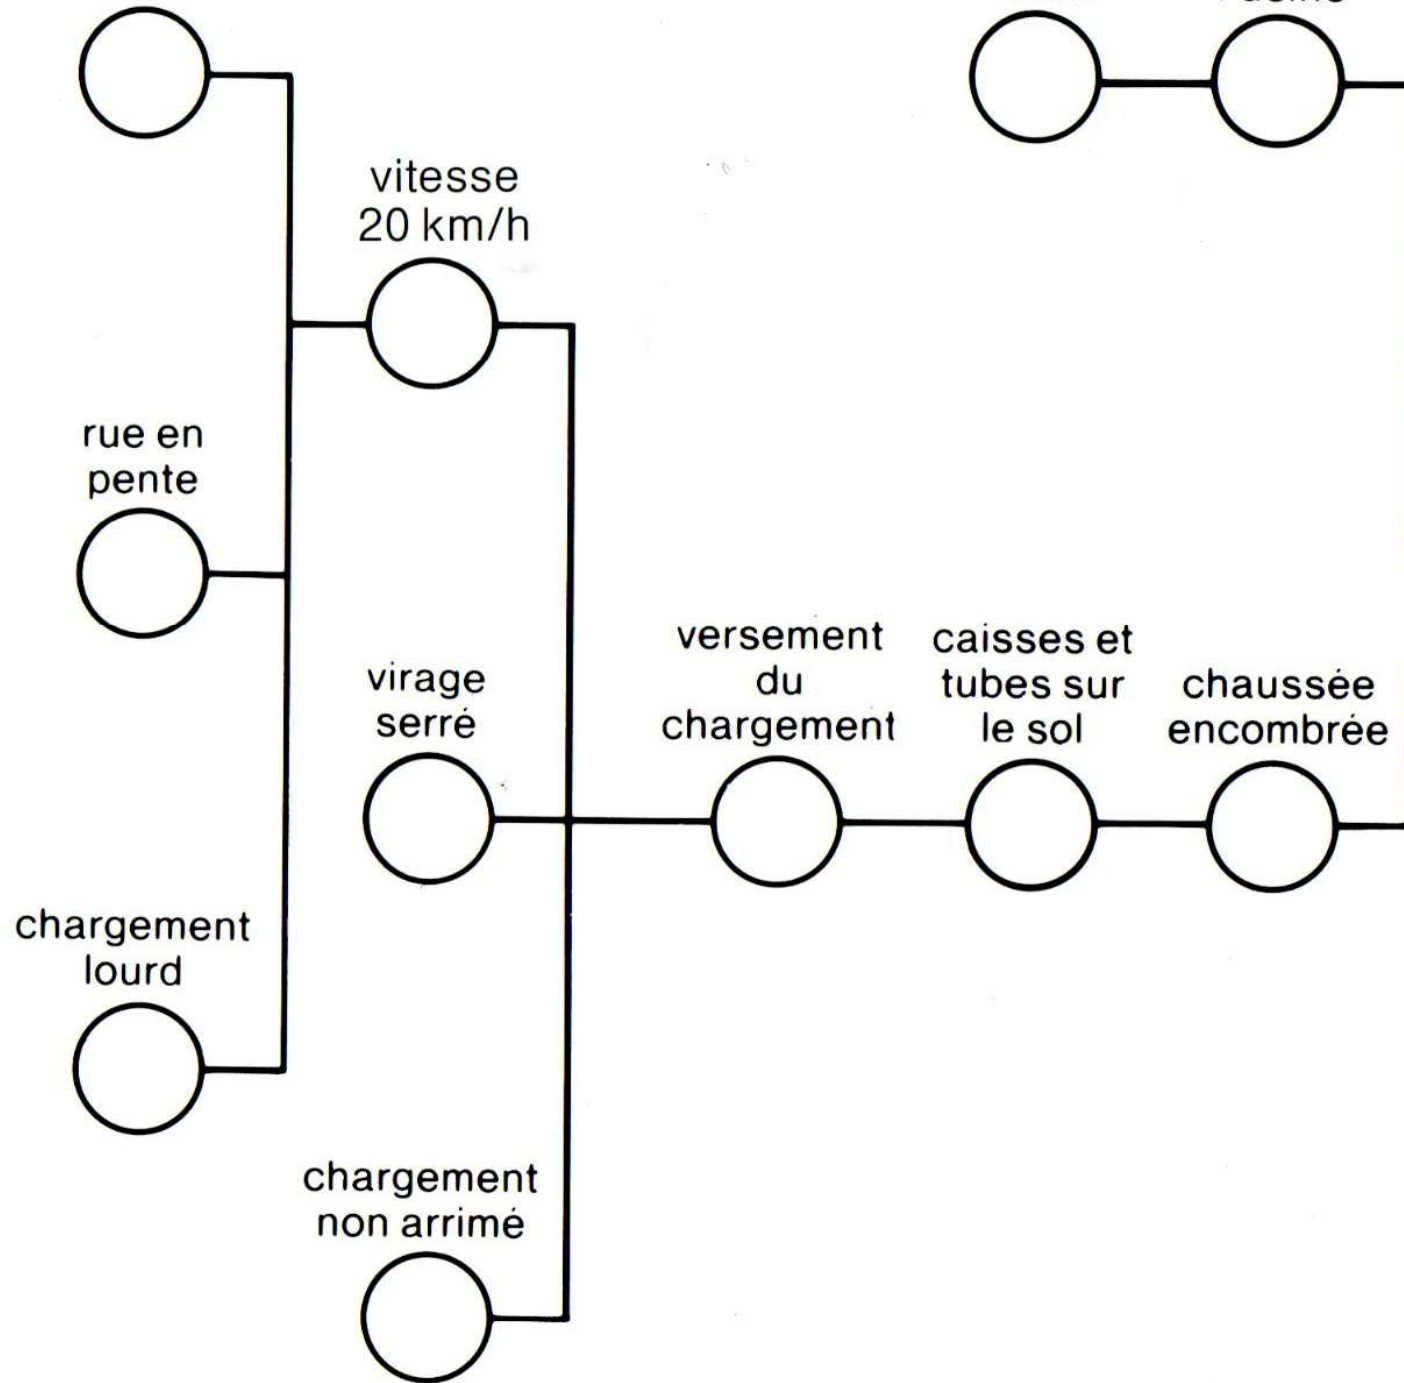 vitesse
20 km/h
rue en
pente
virage
serré
versement
du
chargement
caisses et
tubes sur
le sol
chaussée
encombrée
chargement
lourd
chargement
non arrimé